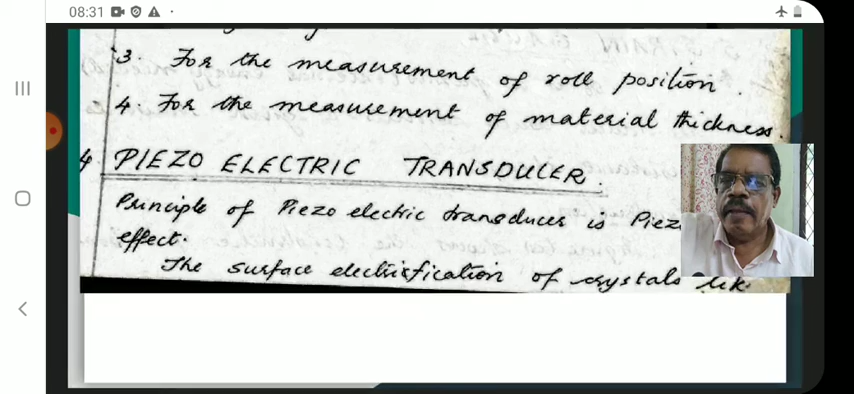 08:31
3. For the measurement of roll position.
4. For the measurement of material thickness.
4 PIEZO ELECTRIC TRANSDUCER.
Principle of Piezo electric transducer is Piez
effect.
The surface electrification of crystals lik